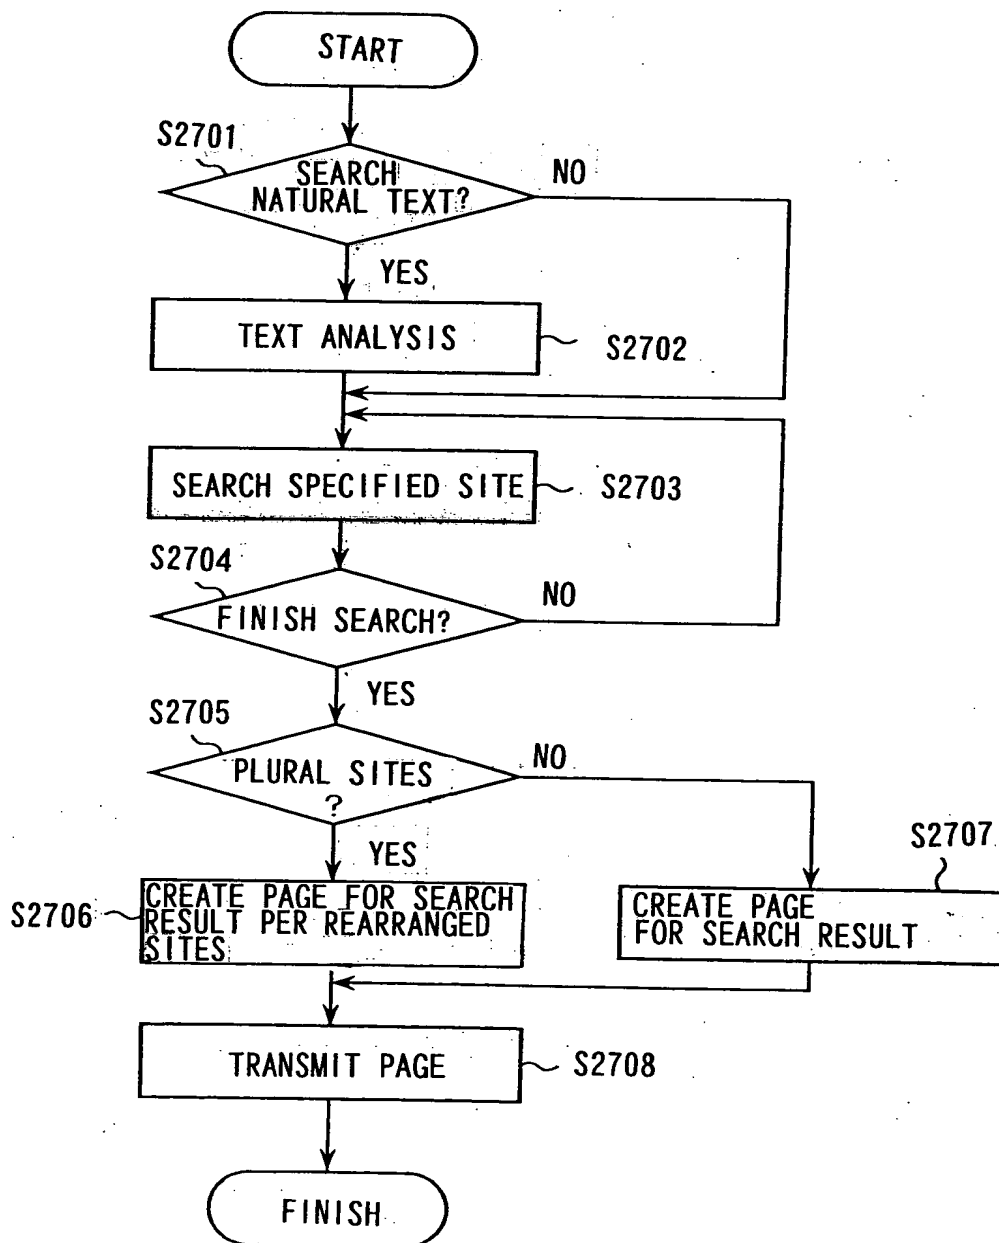 START
S2701
SEARCH
NATURAL TEXT?
NO
YES
TEXT ANALYSIS
S2702
SEARCH SPECIFIED SITE
S2703
S2704
FINISH SEARCH?
NO
YES
S2705
PLURAL SITES
?
NO
YES
S2706
CREATE PAGE FOR SEARCH
RESULT PER REARRANGED
SITES
S2707
CREATE PAGE
FOR SEARCH RESULT
TRANSMIT PAGE
S2708
FINISH